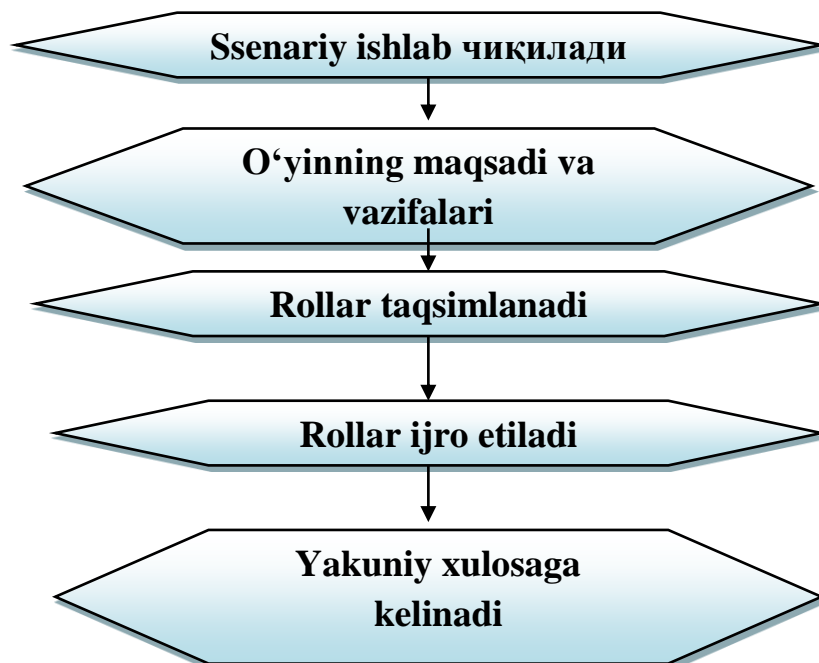 Ssenariy ishlab чиқилади
O‘yinning maqsadi va
vazifalari
Rollar taqsimlanadi
Rollar ijro etiladi
Yakuniy xulosaga
kelinadi